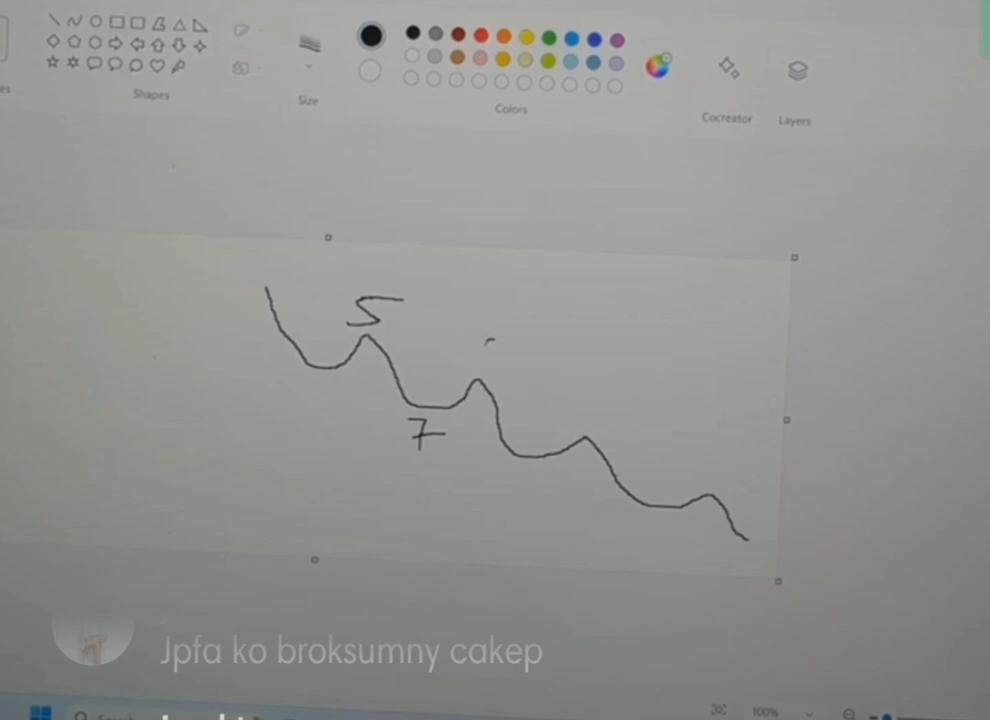 Shapes
Size
Colors
Cocreator
Layers
5
7
Jpfa ko broksumny cakep
100%